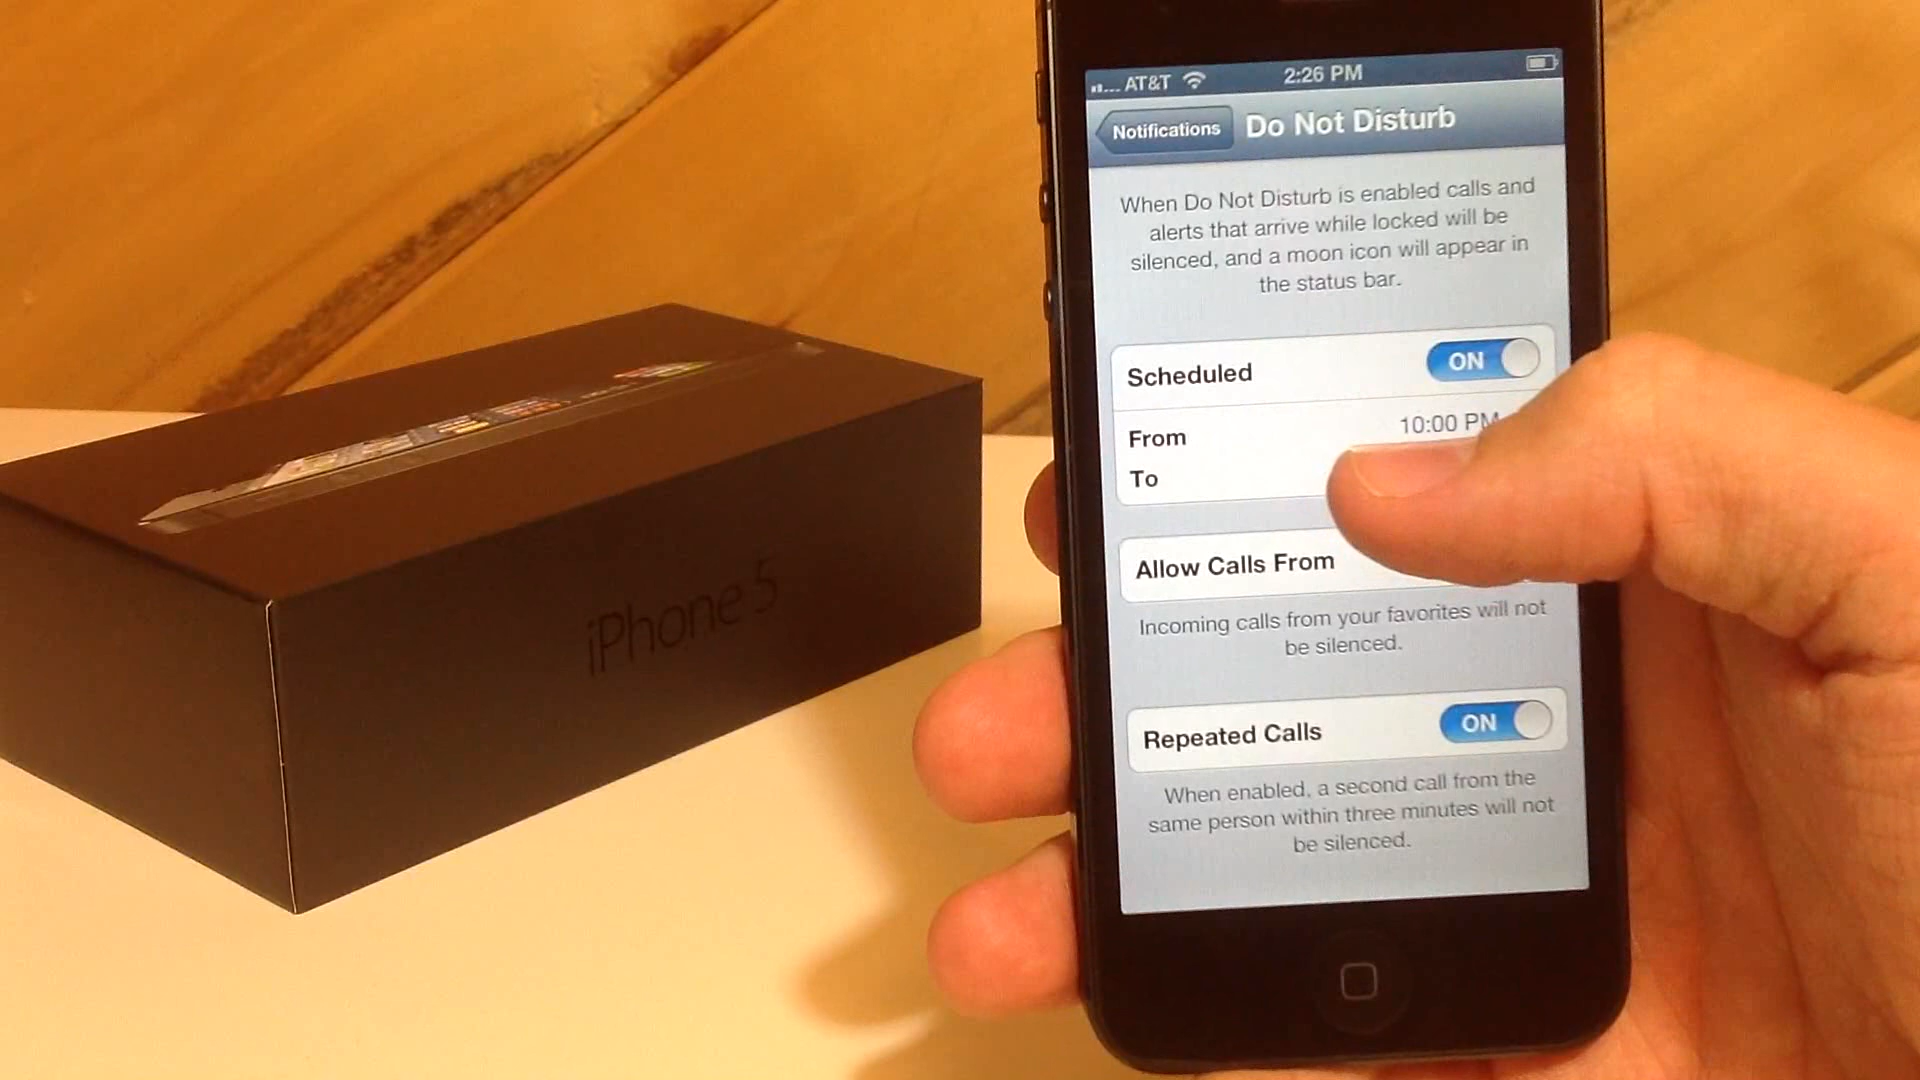 AT&T 2:26 PM
Notifications Do Not Disturb
When Do Not Disturb is enabled calls and
alerts that arrive while locked will be
silenced, and a moon icon will appear in
the status bar.
Scheduled ON
From 10:00 PM
To
Allow Calls From
Incoming calls from your favorites will not
be silenced.
Repeated Calls ON
When enabled, a second call from the
same person within three minutes will not
be silenced.
iPhone 5